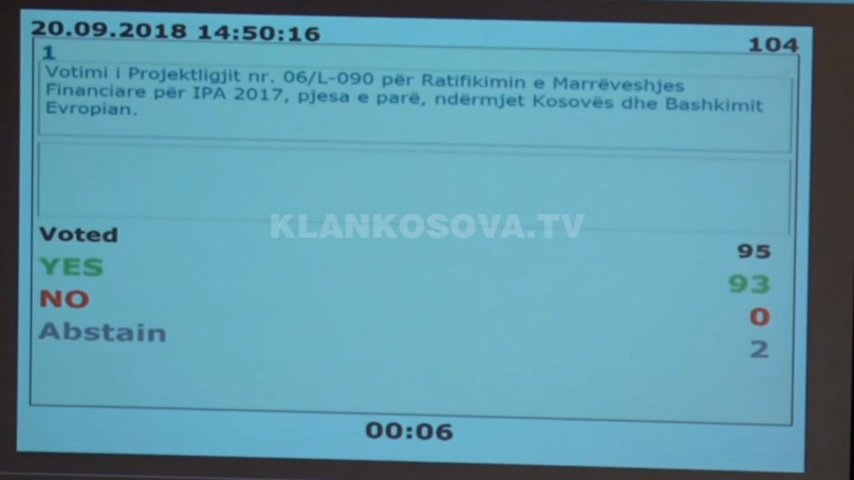 20.09.2018 14:50:16 104
1
Votimi i Projektligjit nr. 06/L-090 për Ratifikimin e Marrëveshjes
Financiare për IPA 2017, pjesa e parë, ndërmjet Kosovës dhe Bashkimit
Evropian.
KLANKOSOVA.TV
Voted 95
YES 93
NO 0
Abstain 2
00:06